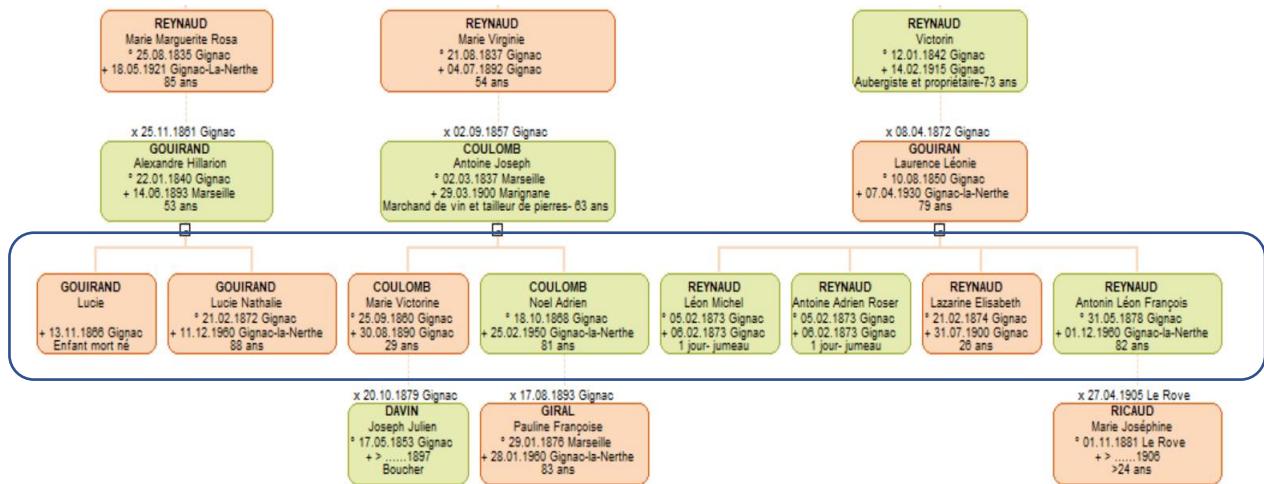 REYNAUD
Marie Marguerite Rosa
° 25.08.1835 Gignac
+ 18.05.1921 Gignac-La-Nerthe
85 ans
REYNAUD
Marie Virginie
° 21.08.1837 Gignac
+ 04.07.1892 Gignac
54 ans
REYNAUD
Victorin
° 12.01.1842 Gignac
+ 14.02.1915 Gignac
Aubergiste et propriétaire-73 ans
x 25.11.1861 Gignac
x 02.09.1857 Gignac
x 08.04.1872 Gignac
GOUIRAND
Alexandre Hillarion
° 22.01.1840 Gignac
+ 14.06.1893 Marseille
53 ans
COULOMB
Antoine Joseph
° 02.03.1837 Marseille
+ 29.03.1900 Marignane
Marchand de vin et tailleur de pierres- 63 ans
GOUIRAN
Laurence Léonie
° 10.08.1850 Gignac
+ 07.04.1930 Gignac-la-Nerthe
79 ans
GOUIRAND
Lucie
+ 13.11.1866 Gignac
Enfant mort né
GOUIRAND
Lucie Nathalie
° 21.02.1872 Gignac
+ 11.12.1960 Gignac-la-Nerthe
88 ans
COULOMB
Marie Victorine
° 25.09.1860 Gignac
+ 30.08.1890 Gignac
29 ans
COULOMB
Noel Adrien
° 18.10.1868 Gignac
+ 25.02.1950 Gignac-la-Nerthe
81 ans
REYNAUD
Léon Michel
° 05.02.1873 Gignac
+ 06.02.1873 Gignac
1 jour- jumeau
REYNAUD
Antoine Adrien Roser
° 05.02.1873 Gignac
+ 06.02.1873 Gignac
1 jour- jumeau
REYNAUD
Lazarine Elisabeth
° 21.02.1874 Gignac
+ 31.07.1900 Gignac
26 ans
REYNAUD
Antonin Léon François
° 31.05.1878 Gignac
+ 01.12.1960 Gignac-la-Nerthe
82 ans
x 20.10.1879 Gignac
x 17.08.1893 Gignac
x 27.04.1905 Le Rove
DAVIN
Joseph Julien
° 17.05.1853 Gignac
+ > ......1897
Boucher
GIRAL
Pauline Françoise
° 29.01.1876 Marseille
+ 28.01.1960 Gignac-la-Nerthe
83 ans
RICAUD
Marie Joséphine
° 01.11.1881 Le Rove
+ > ......1906
>24 ans